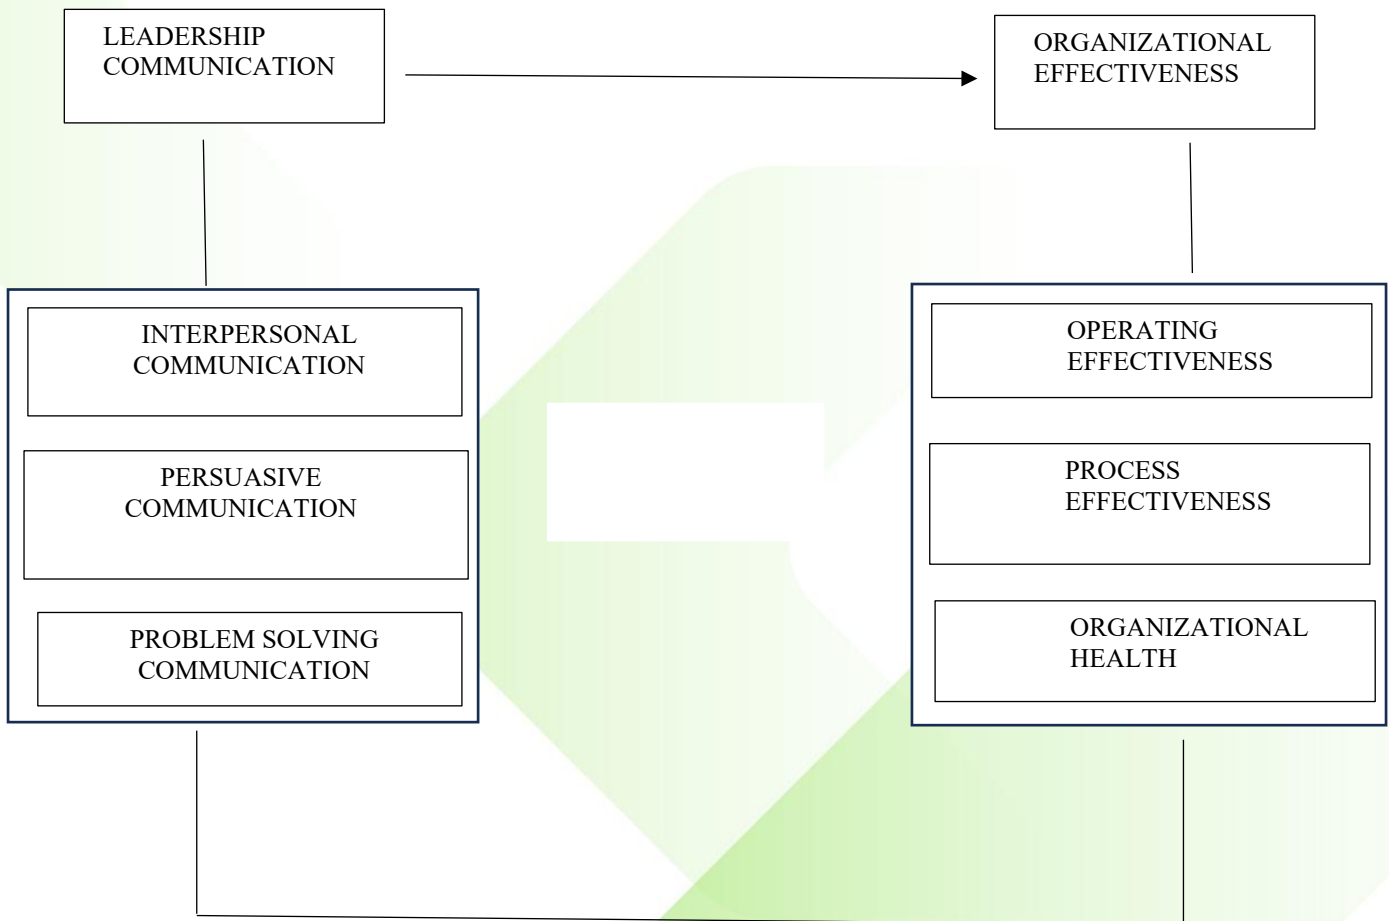 LEADERSHIP
COMMUNICATION
ORGANIZATIONAL
EFFECTIVENESS
INTERPERSONAL
COMMUNICATION
PERSUASIVE
COMMUNICATION
PROBLEM SOLVING
COMMUNICATION
OPERATING
EFFECTIVENESS
PROCESS
EFFECTIVENESS
ORGANIZATIONAL
HEALTH